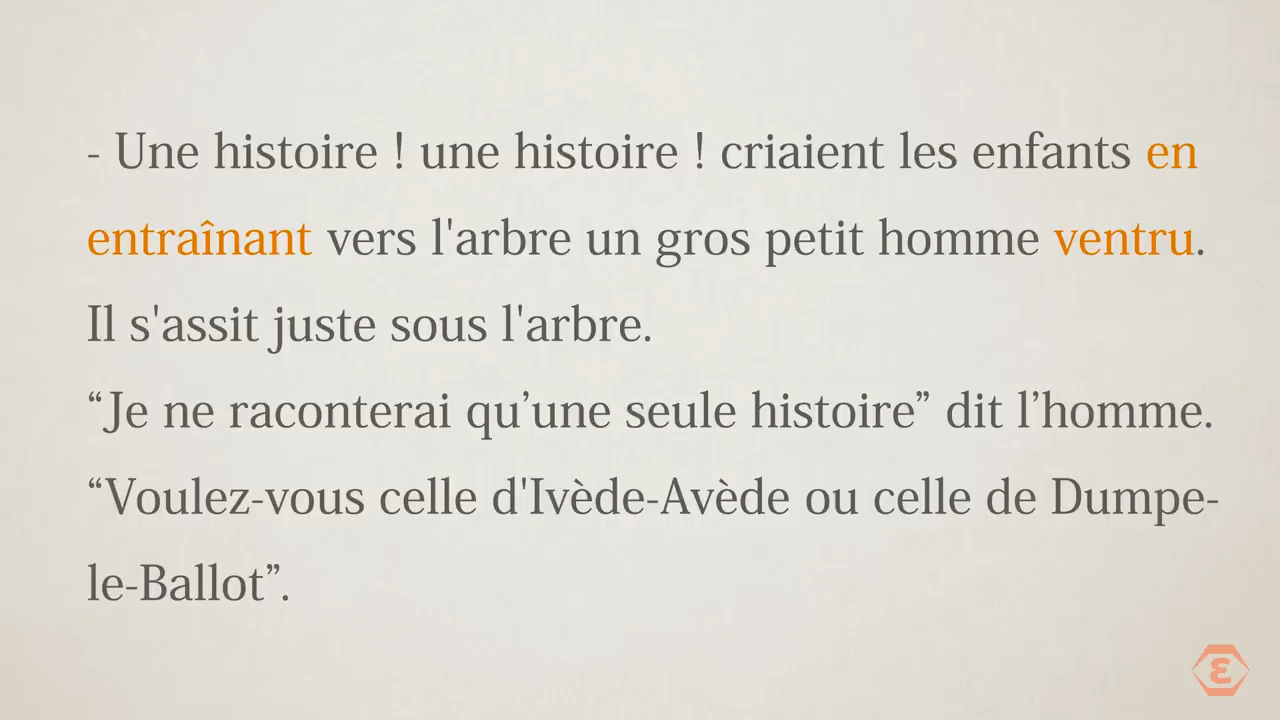 - Une histoire ! une histoire ! criaient les enfants en
entraînant vers l'arbre un gros petit homme ventru.
Il s'assit juste sous l'arbre.
“Je ne raconterai qu’une seule histoire” dit l’homme.
“Voulez-vous celle d'Ivède-Avède ou celle de Dumpe-
le-Ballot”.
ε